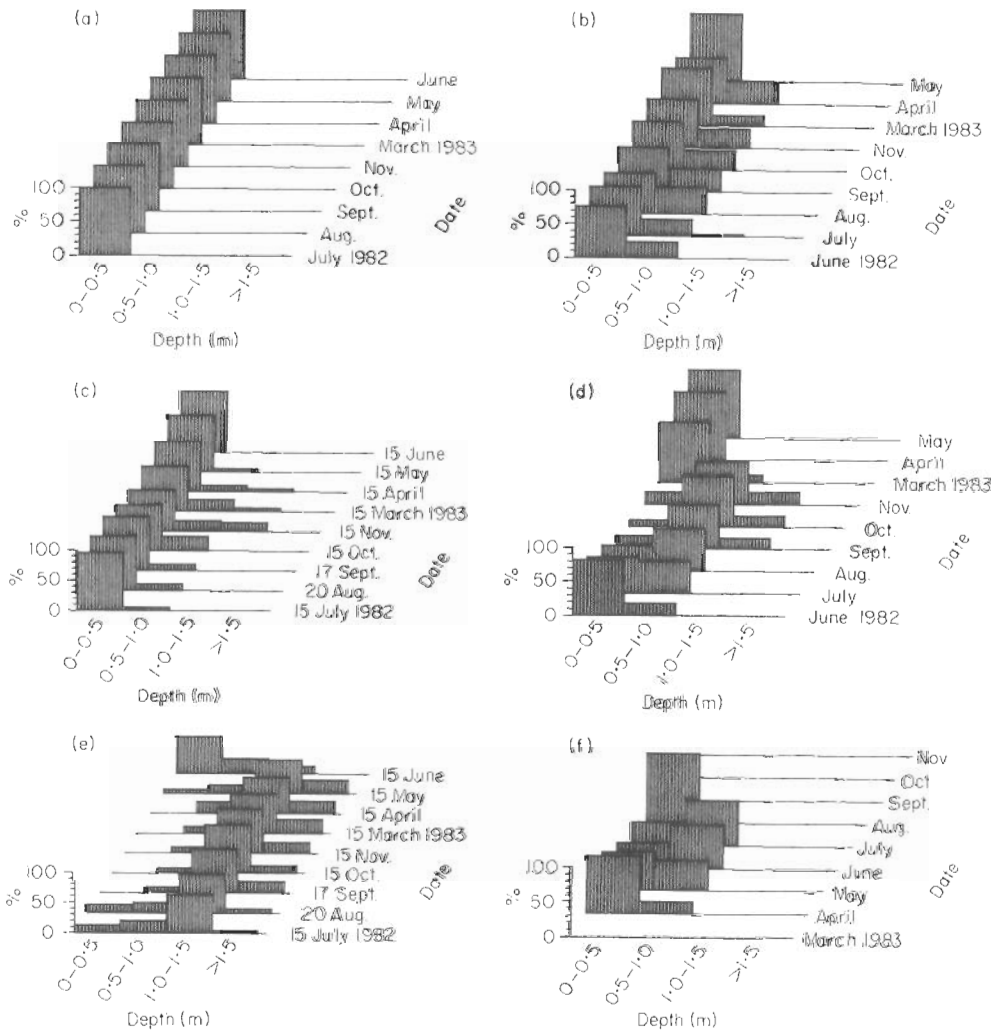 (a)
June
May
April
March 1983
Nov.
Oct.
Sept.
Aug.
July 1982
Date
100
50
0
%
0-0.5
0.5-1.0
1.0-1.5
>1.5
Depth (m)
(b)
May
April
March 1983
Nov.
Oct.
Sept.
Aug.
July
June 1982
Date
100
50
0
%
0-0.5
0.5-1.0
1.0-1.5
>1.5
Depth (m)
(c)
15 June
15 May
15 April
15 March 1983
15 Nov.
15 Oct.
17 Sept.
20 Aug.
15 July 1982
Date
100
50
0
%
0-0.5
0.5-1.0
1.0-1.5
>1.5
Depth (m)
(d)
May
April
March 1983
Nov.
Oct.
Sept.
Aug.
July
June 1982
Date
100
50
0
%
0-0.5
0.5-1.0
1.0-1.5
>1.5
Depth (m)
(e)
15 June
15 May
15 April
15 March 1983
15 Nov.
15 Oct.
17 Sept.
20 Aug.
15 July 1982
Date
100
50
0
%
0-0.5
0.5-1.0
1.0-1.5
>1.5
Depth (m)
(f)
Nov
Oct
Sept.
Aug.
July
June
May
April
March 1983
Date
100
50
0
%
0-0.5
0.5-1.0
1.0-1.5
>1.5
Depth (m)